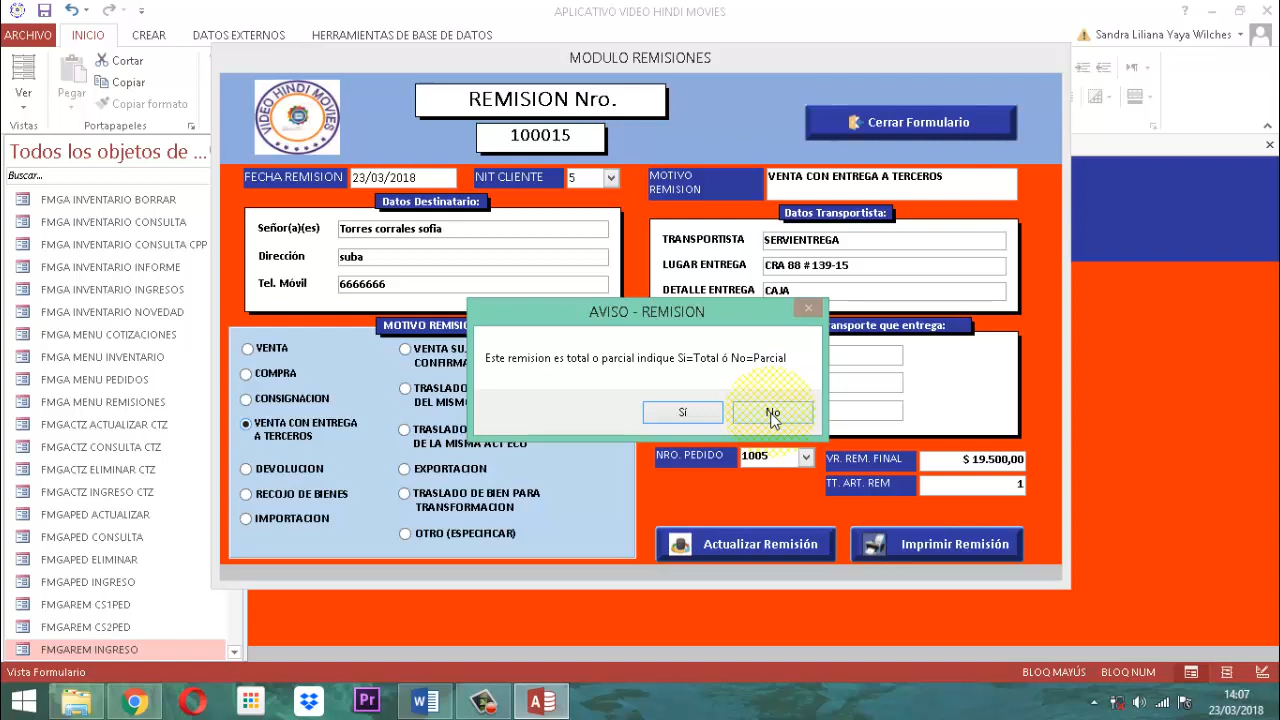 APLICATIVO VIDEO HINDI MOVIES
ARCHIVO INICIO CREAR DATOS EXTERNOS HERRAMIENTAS DE BASE DE DATOS
Sandra Liliana Yaya Wilches
Ver
Vistas
Pegar
Cortar
Copiar
Copiar formato
Portapapeles
Todos los objetos de ...
Buscar...
FMGA INVENTARIO BORRAR
FMGA INVENTARIO CONSULTA
FMGA INVENTARIO CONSULTA CPP
FMGA INVENTARIO INFORME
FMGA INVENTARIO INGRESOS
FMGA INVENTARIO NOVEDAD
FMGA MENU COTIZACIONES
FMGA MENU INVENTARIO
FMGA MENU PEDIDOS
FMGA MENU REMISIONES
FMGACTZ ACTUALIZAR CTZ
FMGACTZ CONSULTA CTZ
FMGACTZ ELIMINAR CTZ
FMGACTZ INGRESO CTZ
FMGAPED ACTUALIZAR
FMGAPED CONSULTA
FMGAPED ELIMINAR
FMGAPED INGRESO
FMGAREM CS1PED
FMGAREM CS2PED
FMGAREM INGRESO
MODULO REMISIONES
VIDEO HINDI MOVIES
REMISION Nro.
100015
Cerrar Formulario
FECHA REMISION 23/03/2018
NIT CLIENTE 5
MOTIVO
REMISION
VENTA CON ENTREGA A TERCEROS
Datos Destinatario:
Señor(a)(es) Torres corrales sofia
Dirección suba
Tel. Móvil 6666666
Datos Transportista:
TRANSPORTISTA SERVIENTREGA
LUGAR ENTREGA CRA 88 # 139-15
DETALLE ENTREGA CAJA
MOTIVO REMISIO
VENTA
COMPRA
CONSIGNACION
VENTA CON ENTREGA
A TERCEROS
DEVOLUCION
RECOJO DE BIENES
IMPORTACION
VENTA SUJ
CONFIRMA
TRASLADO
DEL MISMO
TRASLADO
DE LA MISMA ACT ECO
EXPORTACION
TRASLADO DE BIEN PARA
TRANSFORMACION
OTRO (ESPECIFICAR)
ransporte que entrega:
AVISO - REMISION
Este remision es total o parcial indique Si=Total ó No=Parcial
Sí No
NRO. PEDIDO 1005
VR. REM. FINAL $ 19.500,00
TT. ART. REM 1
Actualizar Remisión
Imprimir Remisión
Vista Formulario
BLOQ MAYÚS BLOQ NUM
Pr
14:07
23/03/2018